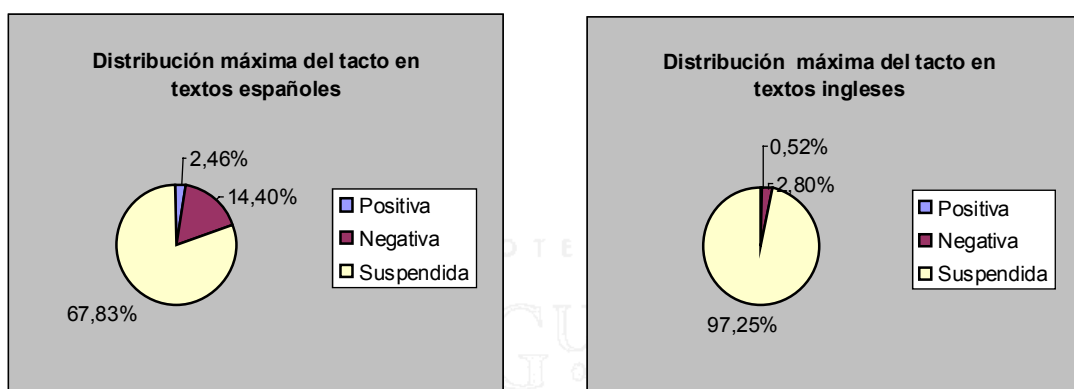 Distribución máxima del tacto en
textos españoles
2,46%
14,40%
67,83%
Positiva
Negativa
Suspendida
Distribución máxima del tacto en
textos ingleses
0,52%
2,80%
97,25%
Positiva
Negativa
Suspendida